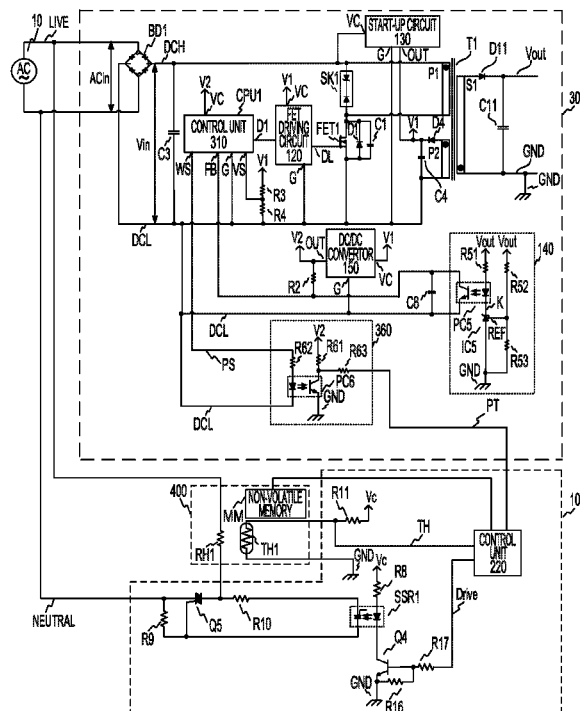 10 LIVE
BD1
DCH
START-UP CIRCUIT
130
VC
G OUT
T1
D11
Vout
AC
ACin
V2
VC
CPU1
V1
VC
SK1
P1
S1
30
CONTROL UNIT
310
FET DRIVING CIRCUIT
120
D1
FET1
D1
C1
V1
D4
P2
C11
Vin
C3
WS
FB
G
VS
V1
DL
G
R3
R4
C4
GND
GND
DCL
V2
OUT
DC/DC CONVERTOR
150
V1
VC
G
R2
C8
Vout Vout
140
R51
R52
K
PC5
REF
IC5
R53
GND
DCL
V2
360
R62
R61
R63
PS
PC6
GND
DCL
PT
400
NON-VOLATILE MEMORY
MM
R11
Vc
10
TH
RH1
TH1
GND
CONTROL UNIT
220
Vc
R8
SSR1
Drive
NEUTRAL
R9
Q5
R10
Q4
R17
GND
R16